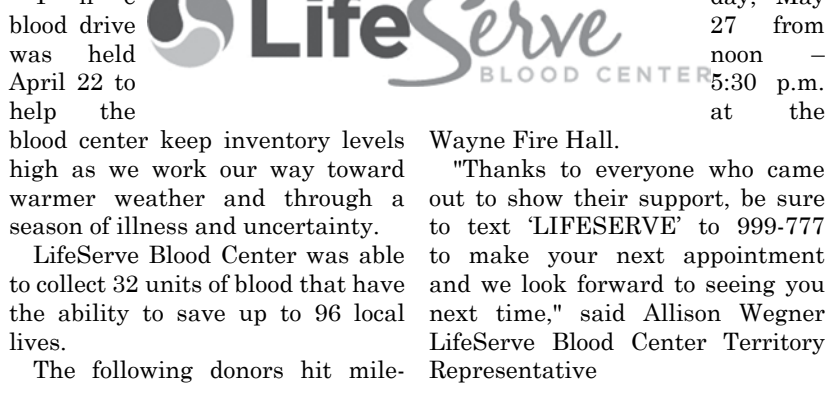 blood drive
was held
April 22 to
help the
blood center keep inventory levels
high as we work our way toward
warmer weather and through a
season of illness and uncertainty.
LifeServe Blood Center was able
to collect 32 units of blood that have
the ability to save up to 96 local
lives.
The following donors hit mile-
LifeServe
BLOOD CENTER
day, May
27 from
noon –
5:30 p.m.
at the
Wayne Fire Hall.
"Thanks to everyone who came
out to show their support, be sure
to text ‘LIFESERVE’ to 999-777
to make your next appointment
and we look forward to seeing you
next time," said Allison Wegner
LifeServe Blood Center Territory
Representative